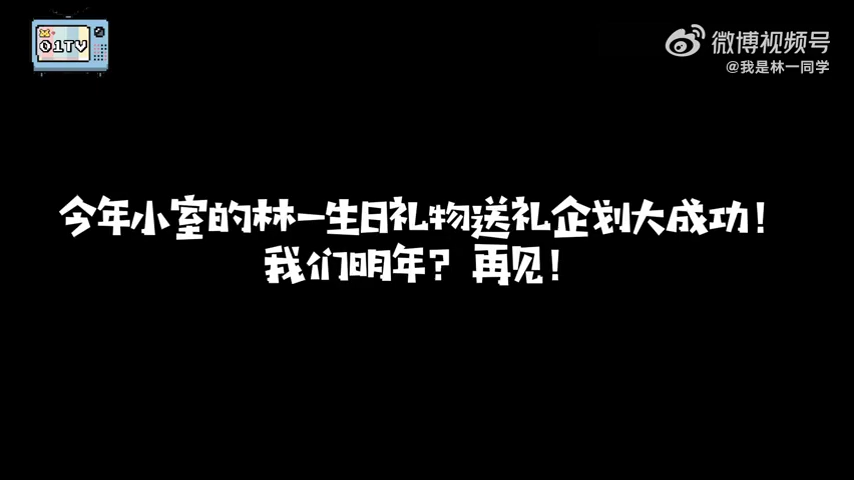 01TV
微博视频号
@我是林一同学
今年小室的林一生日礼物送礼企划大成功！
我们明年？再见！